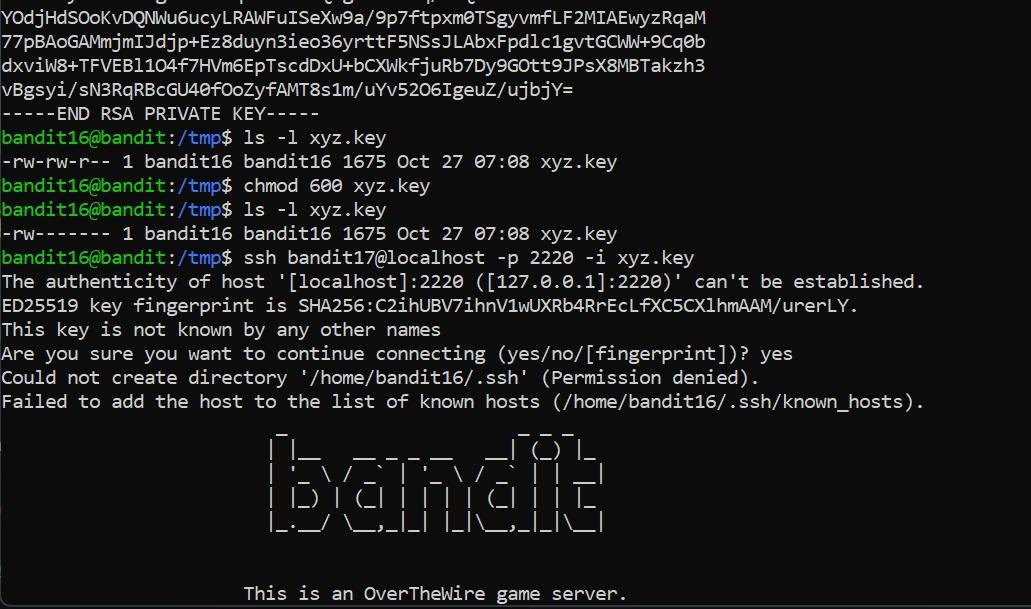 YOdjHdSOoKvDQNWu6ucyLRAWFuISeXw9a/9p7ftpxm0TSgyvmfLF2MIAEwyzRqaM
77pBAoGAMmjmIJdjp+Ez8duyn3ieo36yrttF5NSsJLAbxFpdlc1gvtGCWW+9Cq0b
dxviW8+TFVEBl1O4f7HVm6EpTscdDxU+bCXWkfjuRb7Dy9GOtt9JPsX8MBTakzh3
vBgsyi/sN3RqRBcGU40fOoZyfAMT8s1m/uYv52O6IgeuZ/ujbjY=
-----END RSA PRIVATE KEY-----
bandit16@bandit:/tmp$ ls -l xyz.key
-rw-rw-r-- 1 bandit16 bandit16 1675 Oct 27 07:08 xyz.key
bandit16@bandit:/tmp$ chmod 600 xyz.key
bandit16@bandit:/tmp$ ls -l xyz.key
-rw------- 1 bandit16 bandit16 1675 Oct 27 07:08 xyz.key
bandit16@bandit:/tmp$ ssh bandit17@localhost -p 2220 -i xyz.key
The authenticity of host '[localhost]:2220 ([127.0.0.1]:2220)' can't be established.
ED25519 key fingerprint is SHA256:C2ihUBV7ihnV1wUXRb4RrEcLfXC5CXlhmAAM/urerLY.
This key is not known by any other names
Are you sure you want to continue connecting (yes/no/[fingerprint])? yes
Could not create directory '/home/bandit16/.ssh' (Permission denied).
Failed to add the host to the list of known hosts (/home/bandit16/.ssh/known_hosts).
bandit
This is an OverTheWire game server.